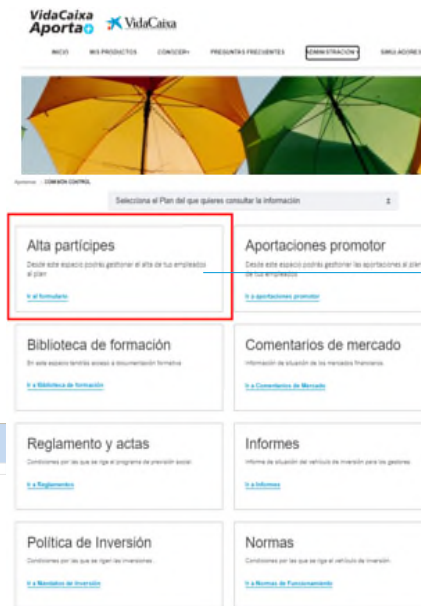 VidaCaixa
Aporta+
VidaCaixa
INICIO MIS PRODUCTOS CONOCER+ PREGUNTAS FRECUENTES ADMINISTRACIÓN SIMULADORES
COMISIÓN CONTROL
Selecciona el Plan del que quieres consultar la información
Alta partícipes
Desde este espacio podrás gestionar el alta de tus empleados
al plan
Ir al formulario
Aportaciones promotor
Desde este espacio podrás gestionar las aportaciones al plan
de tus empleados
Ir a aportaciones promotor
Biblioteca de formación
En este espacio tendrás acceso a documentación formativa
Ir a Biblioteca de formación
Comentarios de mercado
Información de situación de los mercados financieros
Ir a Comentarios de Mercado
Reglamento y actas
Condiciones por las que se rige el programa de previsión social
Ir a Reglamentos
Informes
Informe de situación del vehículo de inversión para los gestores
Ir a Informes
Política de Inversión
Condiciones por las que se rigen las inversiones
Ir a Mandatos de Inversión
Normas
Condiciones por las que se rige el vehículo de inversión
Ir a Normas de Funcionamiento